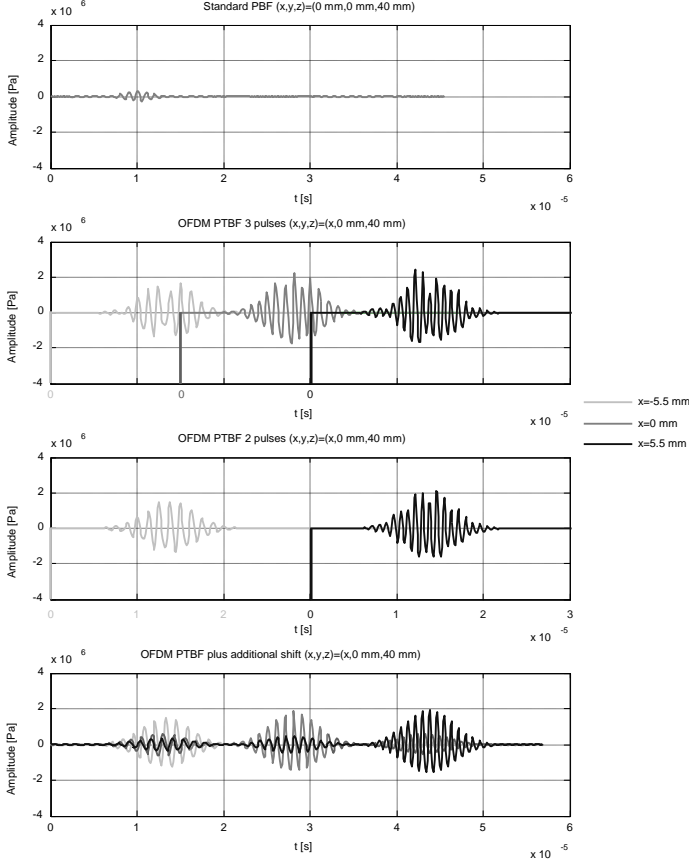 x 10 6
Standard PBF (x,y,z)=(0 mm,0 mm,40 mm)
4
2
0
-2
-4
Amplitude [Pa]
0 1 2 3 4 5 6
t [s]
x 10 -5
x 10 6
OFDM PTBF 3 pulses (x,y,z)=(x,0 mm,40 mm)
4
2
0
-2
-4
Amplitude [Pa]
0 0 0
t [s]
x 10 -5
x=-5.5 mm
x=0 mm
x=5.5 mm
x 10 6
OFDM PTBF 2 pulses (x,y,z)=(x,0 mm,40 mm)
4
2
0
-2
-4
Amplitude [Pa]
0 1 2 0 1 2 3
t [s]
x 10 -5
x 10 6
OFDM PTBF plus additional shift (x,y,z)=(x,0 mm,40 mm)
4
2
0
-2
-4
Amplitude [Pa]
0 1 2 3 4 5 6
t [s]
x 10 -5